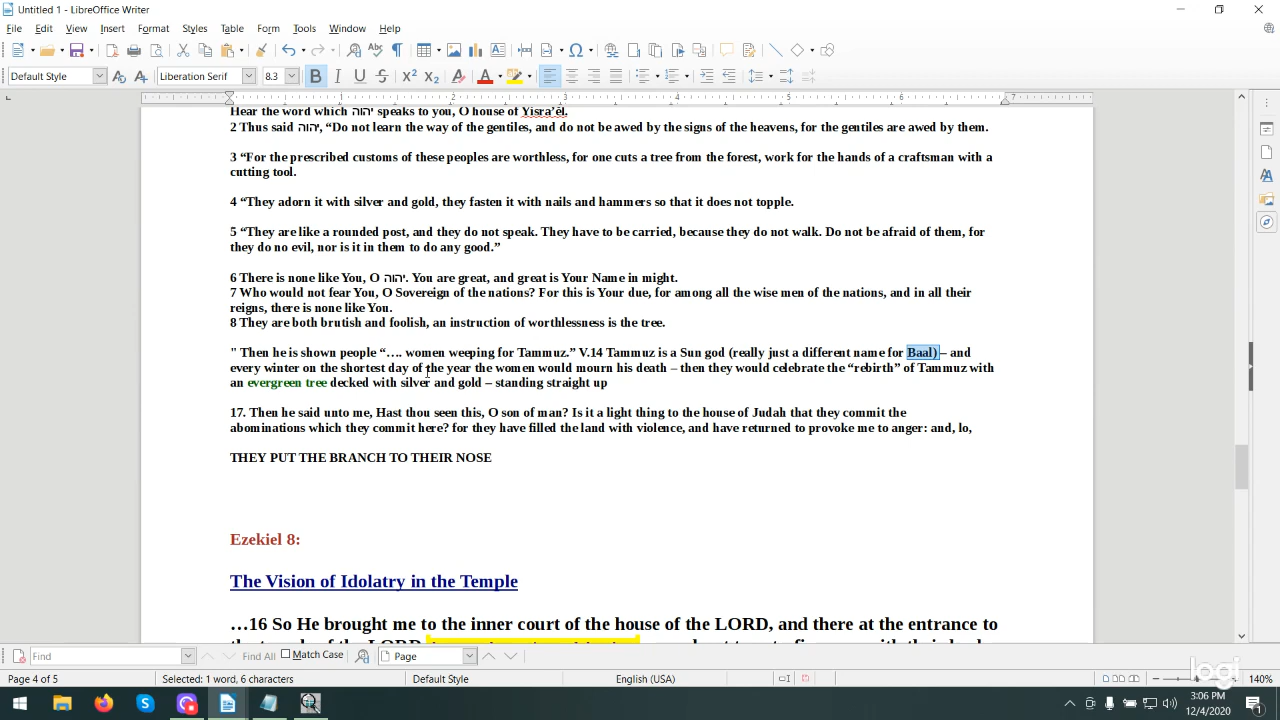 Untitled 1 - LibreOffice Writer
File Edit View Insert Format Styles Table Form Tools Window Help
Default Style Liberation Serif 8.3
1 2 3 4 5 6 7
Hear the word which יהוה speaks to you, O house of Yisra’ĕl.
2 Thus said יהוה, “Do not learn the way of the gentiles, and do not be awed by the signs of the heavens, for the gentiles are awed by them.
3 “For the prescribed customs of these peoples are worthless, for one cuts a tree from the forest, work for the hands of a craftsman with a
cutting tool.
4 “They adorn it with silver and gold, they fasten it with nails and hammers so that it does not topple.
5 “They are like a rounded post, and they do not speak. They have to be carried, because they do not walk. Do not be afraid of them, for
they do no evil, nor is it in them to do any good.”
6 There is none like You, O יהוה. You are great, and great is Your Name in might.
7 Who would not fear You, O Sovereign of the nations? For this is Your due, for among all the wise men of the nations, and in all their
reigns, there is none like You.
8 They are both brutish and foolish, an instruction of worthlessness is the tree.
" Then he is shown people “…. women weeping for Tammuz.” V.14 Tammuz is a Sun god (really just a different name for Baal) – and
every winter on the shortest day of the year the women would mourn his death – then they would celebrate the “rebirth” of Tammuz with
an evergreen tree decked with silver and gold – standing straight up
17. Then he said unto me, Hast thou seen this, O son of man? Is it a light thing to the house of Judah that they commit the
abominations which they commit here? for they have filled the land with violence, and have returned to provoke me to anger: and, lo,
THEY PUT THE BRANCH TO THEIR NOSE
Ezekiel 8:
The Vision of Idolatry in the Temple
…16 So He brought me to the inner court of the house of the LORD, and there at the entrance to
Find Find All Match Case Page
Page 4 of 5 Selected: 1 word, 6 characters Default Style English (USA) 140%
logi
3:06 PM
12/4/2020